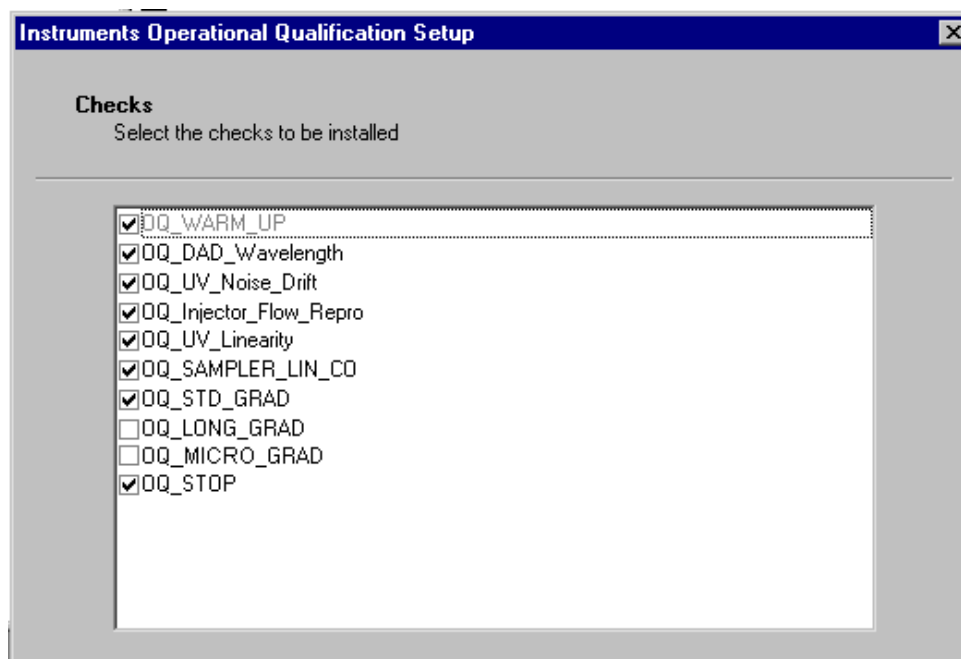 Instruments Operational Qualification Setup
Checks
Select the checks to be installed
OQ_WARM_UP
OQ_DAD_Wavelength
OQ_UV_Noise_Drift
OQ_Injector_Flow_Repro
OQ_UV_Linearity
OQ_SAMPLER_LIN_CO
OQ_STD_GRAD
OQ_LONG_GRAD
OQ_MICRO_GRAD
OQ_STOP